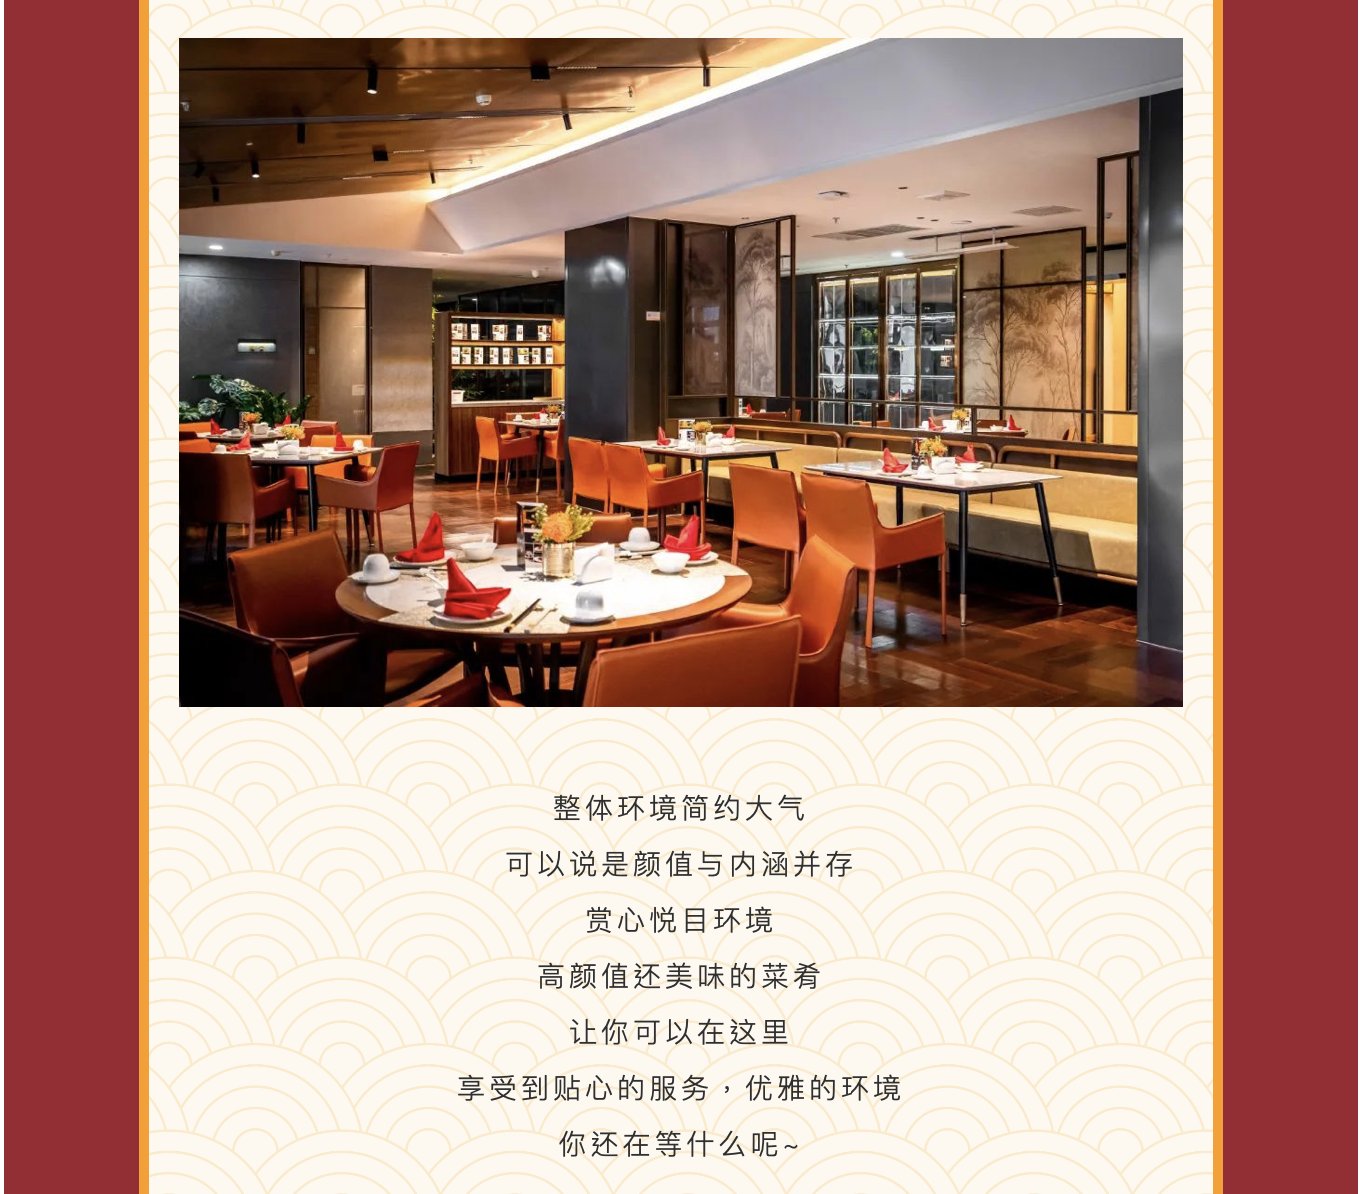 整体环境简约大气
可以说是颜值与内涵并存
赏心悦目环境
高颜值还美味的菜肴
让你可以在这里
享受到贴心的服务，优雅的环境
你还在等什么呢~